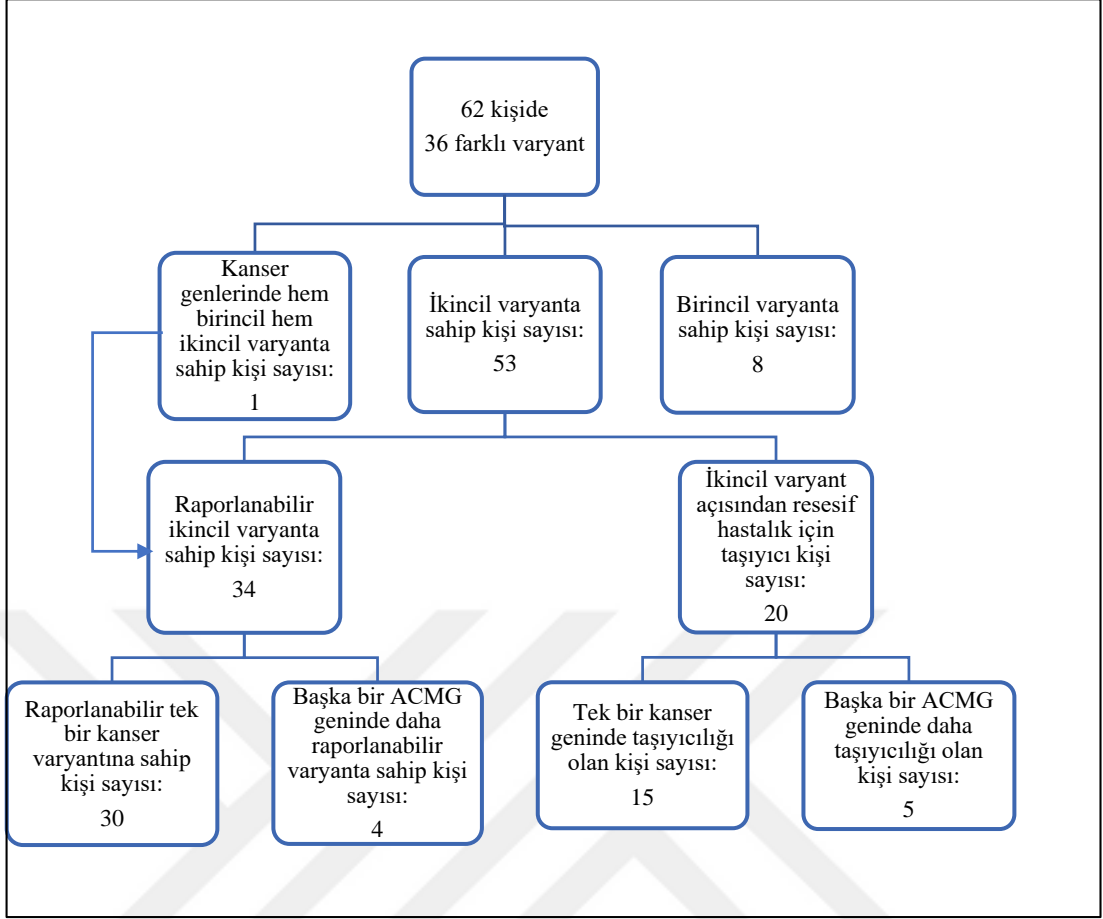 62 kişide
36 farklı varyant
Kanser
genlerinde hem
birincil hem
ikincil varyanta
sahip kişi sayısı:
1
İkincil varyanta
sahip kişi sayısı:
53
Birincil varyanta
sahip kişi sayısı:
8
Raporlanabilir
ikincil varyanta
sahip kişi sayısı:
34
İkincil varyant
açısından resesif
hastalık için
taşıyıcı kişi
sayısı:
20
Raporlanabilir tek
bir kanser
varyantına sahip
kişi sayısı:
30
Başka bir ACMG
geninde daha
raporlanabilir
varyanta sahip kişi
sayısı:
4
Tek bir kanser
geninde taşıyıcılığı
olan kişi sayısı:
15
Başka bir ACMG
geninde daha
taşıyıcılığı olan
kişi sayısı:
5